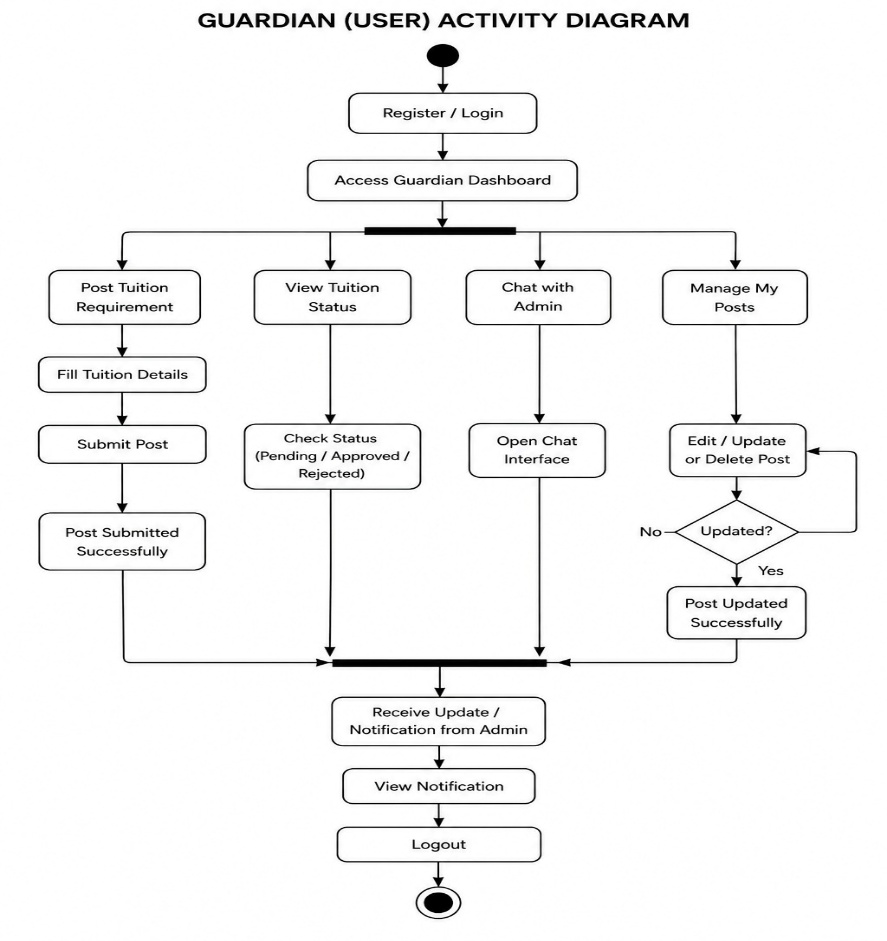 GUARDIAN (USER) ACTIVITY DIAGRAM
Register / Login
Access Guardian Dashboard
Post Tuition
Requirement
View Tuition
Status
Chat with
Admin
Manage My
Posts
Fill Tuition Details
Submit Post
Check Status
(Pending / Approved /
Rejected)
Open Chat
Interface
Edit / Update
or Delete Post
Post Submitted
Successfully
No
Updated?
Yes
Post Updated
Successfully
Receive Update /
Notification from Admin
View Notification
Logout